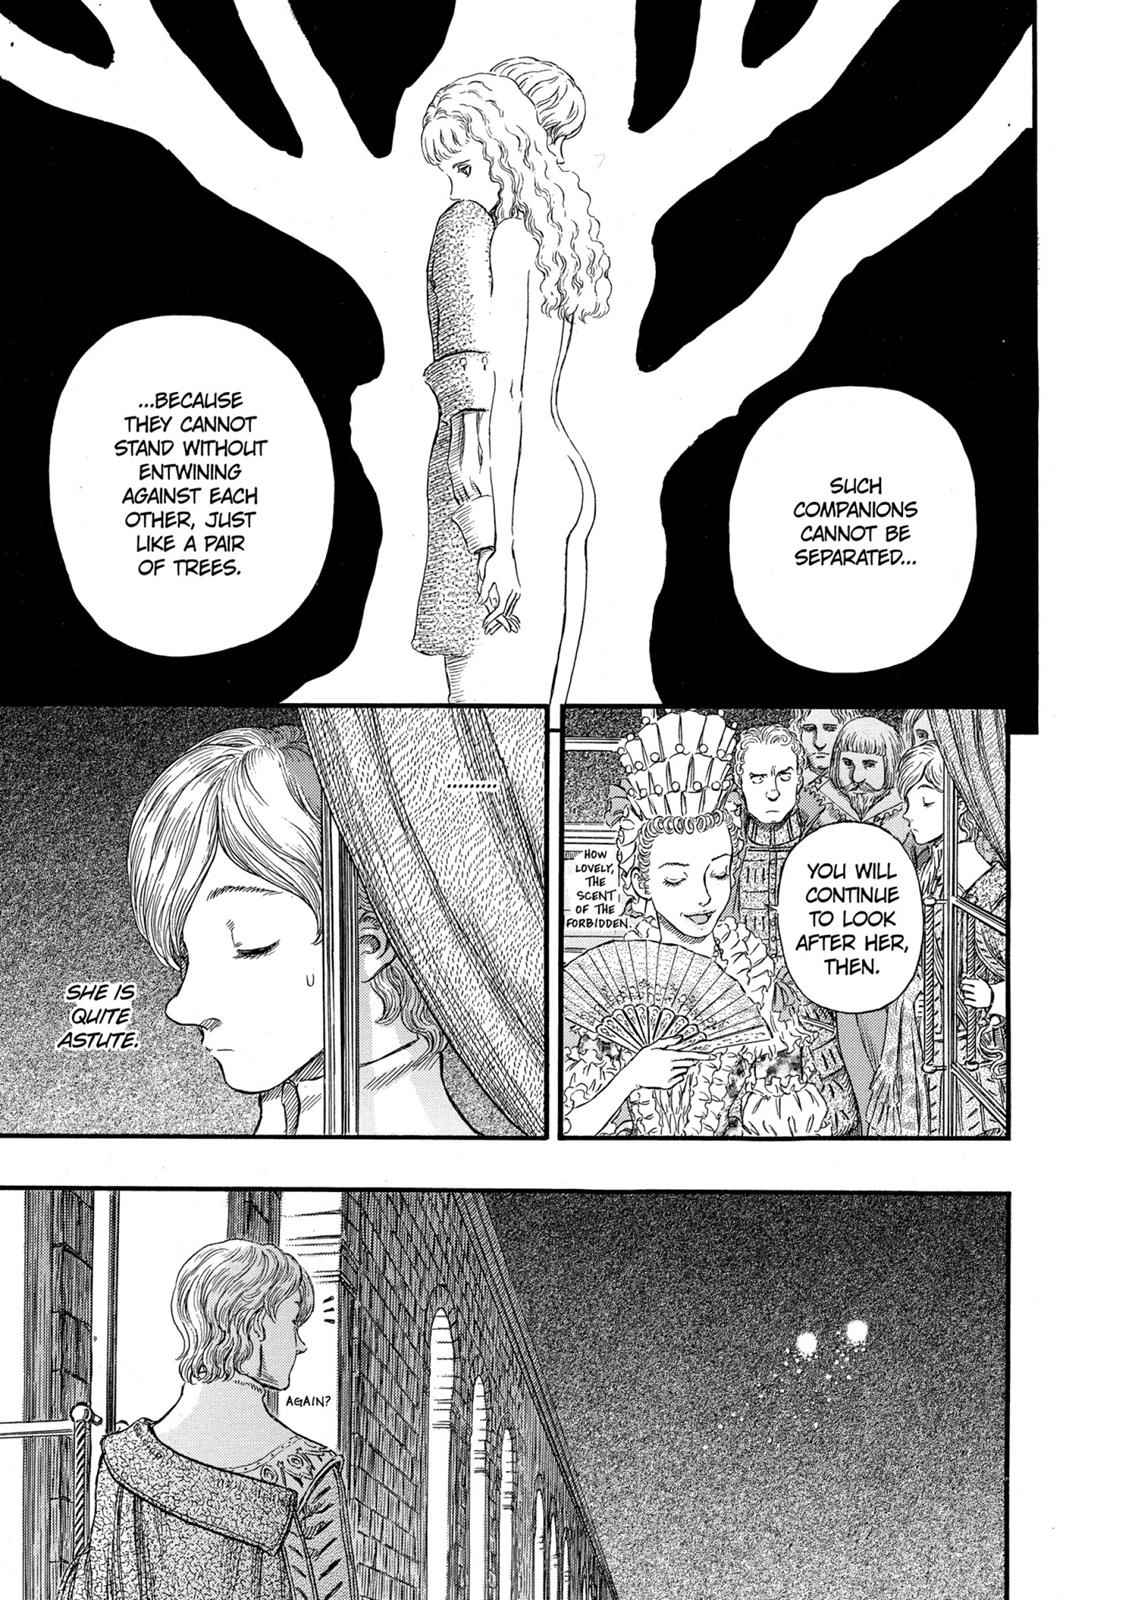 SUCH
COMPANIONS
CANNOT BE
SEPARATED...
...BECAUSE
THEY CANNOT
STAND WITHOUT
ENTWINING
AGAINST EACH
OTHER, JUST
LIKE A PAIR
OF TREES.
YOU WILL
CONTINUE
TO LOOK
AFTER HER,
THEN.
HOW
LOVELY,
THE
SCENT
OF THE
FORBIDDEN.
............
SHE IS
QUITE
ASTUTE.
AGAIN?